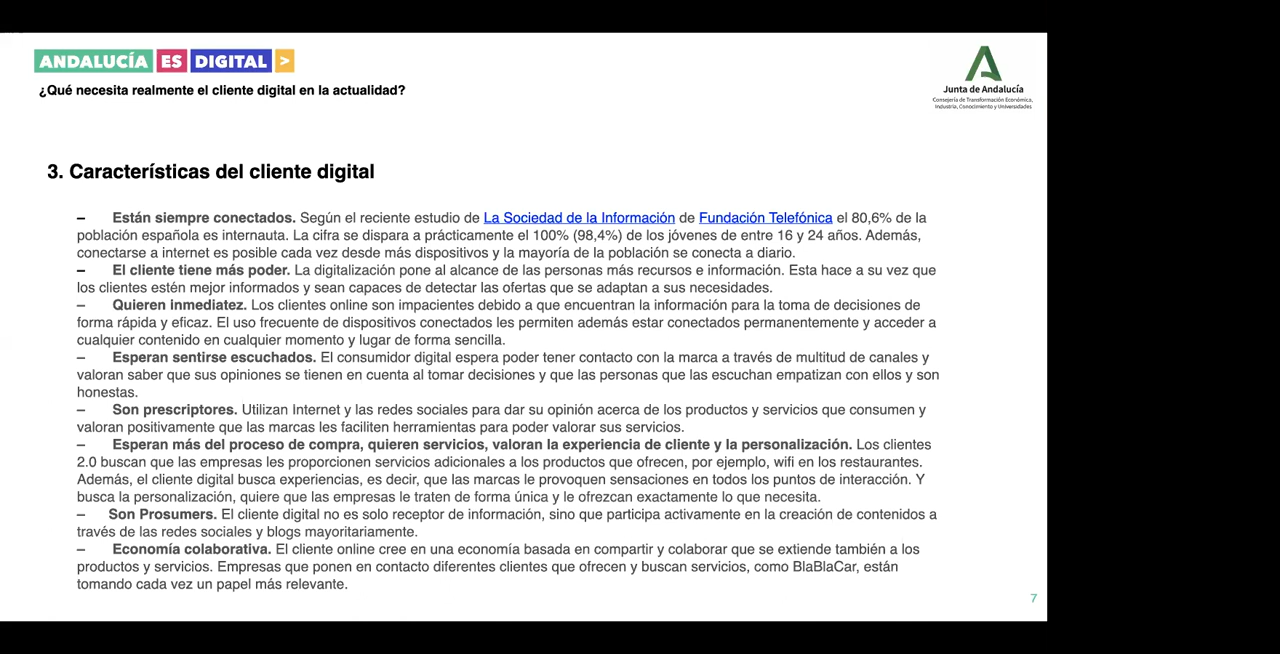 ANDALUCÍA ES DIGITAL >
¿Qué necesita realmente el cliente digital en la actualidad?
Junta de Andalucía
Consejería de Transformación Económica,
Industria, Conocimiento y Universidades
3. Características del cliente digital
– Están siempre conectados. Según el reciente estudio de La Sociedad de la Información de Fundación Telefónica el 80,6% de la
población española es internauta. La cifra se dispara a prácticamente el 100% (98,4%) de los jóvenes de entre 16 y 24 años. Además,
conectarse a internet es posible cada vez desde más dispositivos y la mayoría de la población se conecta a diario.
– El cliente tiene más poder. La digitalización pone al alcance de las personas más recursos e información. Esta hace a su vez que
los clientes estén mejor informados y sean capaces de detectar las ofertas que se adaptan a sus necesidades.
– Quieren inmediatez. Los clientes online son impacientes debido a que encuentran la información para la toma de decisiones de
forma rápida y eficaz. El uso frecuente de dispositivos conectados les permiten además estar conectados permanentemente y acceder a
cualquier contenido en cualquier momento y lugar de forma sencilla.
– Esperan sentirse escuchados. El consumidor digital espera poder tener contacto con la marca a través de multitud de canales y
valoran saber que sus opiniones se tienen en cuenta al tomar decisiones y que las personas que las escuchan empatizan con ellos y son
honestas.
– Son prescriptores. Utilizan Internet y las redes sociales para dar su opinión acerca de los productos y servicios que consumen y
valoran positivamente que las marcas les faciliten herramientas para poder valorar sus servicios.
– Esperan más del proceso de compra, quieren servicios, valoran la experiencia de cliente y la personalización. Los clientes
2.0 buscan que las empresas les proporcionen servicios adicionales a los productos que ofrecen, por ejemplo, wifi en los restaurantes.
Además, el cliente digital busca experiencias, es decir, que las marcas le provoquen sensaciones en todos los puntos de interacción. Y
busca la personalización, quiere que las empresas le traten de forma única y le ofrezcan exactamente lo que necesita.
– Son Prosumers. El cliente digital no es solo receptor de información, sino que participa activamente en la creación de contenidos a
través de las redes sociales y blogs mayoritariamente.
– Economía colaborativa. El cliente online cree en una economía basada en compartir y colaborar que se extiende también a los
productos y servicios. Empresas que ponen en contacto diferentes clientes que ofrecen y buscan servicios, como BlaBlaCar, están
tomando cada vez un papel más relevante.
7